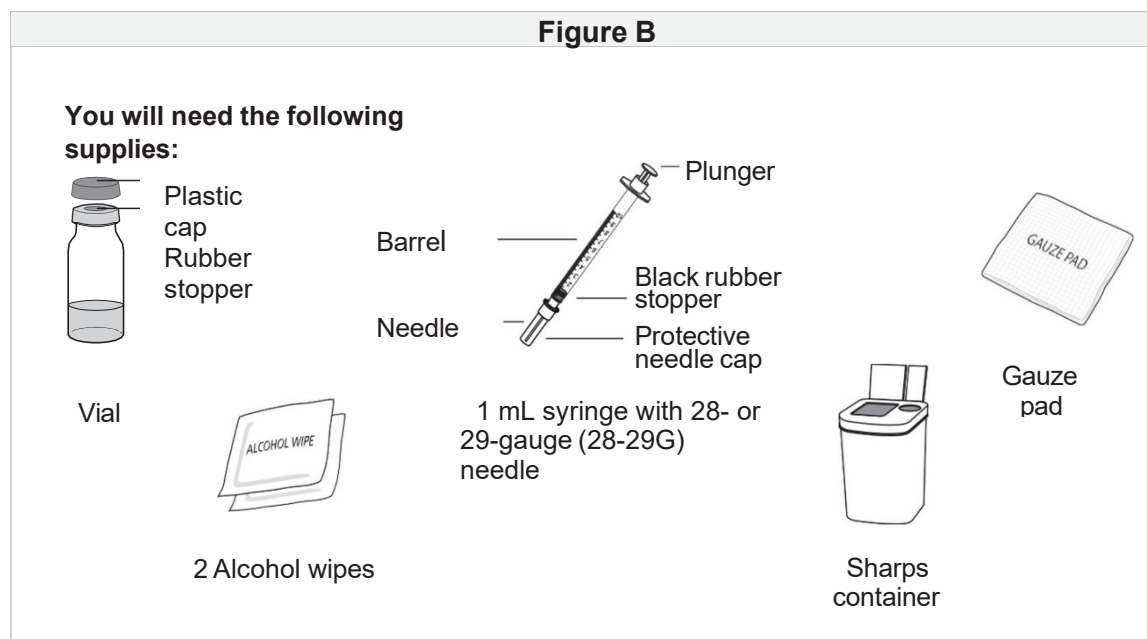 Figure B
You will need the following
supplies:
Plastic
cap
Rubber
stopper
Vial
ALCOHOL WIPE
2 Alcohol wipes
Plunger
Barrel
Black rubber
stopper
Needle
Protective
needle cap
1 mL syringe with 28- or
29-gauge (28-29G)
needle
GAUZE PAD
Gauze
pad
Sharps
container